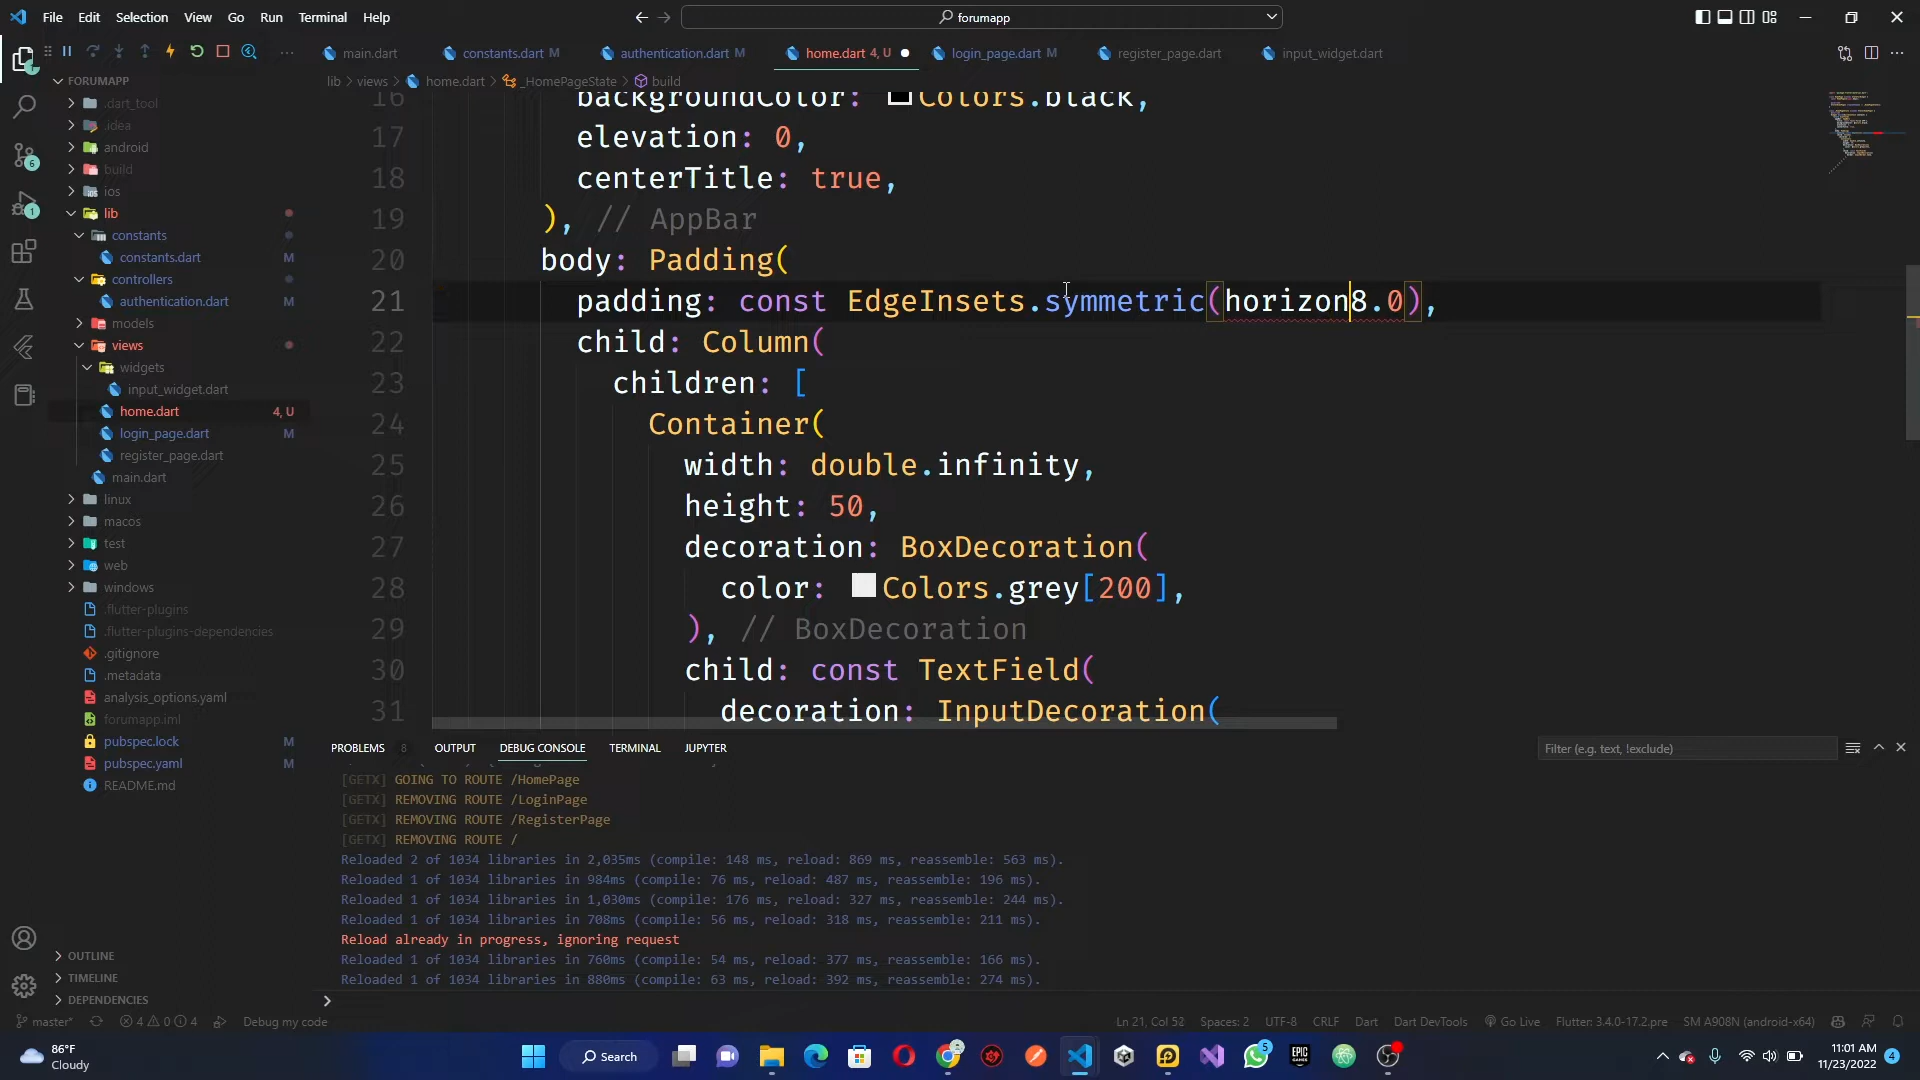 File Edit Selection View Go Run Terminal Help
forumapp
main.dart
constants.dart M
authentication.dart M
home.dart 4, U
login_page.dart M
register_page.dart
input_widget.dart
lib > views > home.dart > _HomePageState > build
FORUMAPP
.dart_tool
.idea
android
build
ios
lib
constants
constants.dart M
controllers
authentication.dart M
models
views
widgets
input_widget.dart
home.dart 4, U
login_page.dart M
register_page.dart
main.dart
linux
macos
test
web
windows
.flutter-plugins
.flutter-plugins-dependencies
.gitignore
.metadata
analysis_options.yaml
forumapp.iml
pubspec.lock M
pubspec.yaml M
README.md
OUTLINE
TIMELINE
DEPENDENCIES
6
1
16 backgroundColor: Colors.black,
17 elevation: 0,
18 centerTitle: true,
19 ), // AppBar
20 body: Padding(
21 padding: const EdgeInsets.symmetric(horizon8.0),
22 child: Column(
23 children: [
24 Container(
25 width: double.infinity,
26 height: 50,
27 decoration: BoxDecoration(
28 color: Colors.grey[200],
29 ), // BoxDecoration
30 child: const TextField(
31 decoration: InputDecoration(
PROBLEMS 8 OUTPUT DEBUG CONSOLE TERMINAL JUPYTER
Filter (e.g. text, !exclude)
[GETX] GOING TO ROUTE /HomePage
[GETX] REMOVING ROUTE /LoginPage
[GETX] REMOVING ROUTE /RegisterPage
[GETX] REMOVING ROUTE /
Reloaded 2 of 1034 libraries in 2,035ms (compile: 148 ms, reload: 869 ms, reassemble: 563 ms).
Reloaded 1 of 1034 libraries in 984ms (compile: 76 ms, reload: 487 ms, reassemble: 196 ms).
Reloaded 1 of 1034 libraries in 1,030ms (compile: 176 ms, reload: 327 ms, reassemble: 244 ms).
Reloaded 1 of 1034 libraries in 708ms (compile: 56 ms, reload: 318 ms, reassemble: 211 ms).
Reload already in progress, ignoring request
Reloaded 1 of 1034 libraries in 760ms (compile: 54 ms, reload: 377 ms, reassemble: 166 ms).
Reloaded 1 of 1034 libraries in 880ms (compile: 63 ms, reload: 392 ms, reassemble: 274 ms).
master* 4 0 4 Debug my code
Ln 21, Col 52 Spaces: 2 UTF-8 CRLF Dart Dart DevTools Go Live Flutter: 3.4.0-17.2.pre SM A908N (android-x64)
86°F
Cloudy
Search
5
EPIC GAMES
11:01 AM
11/23/2022
4